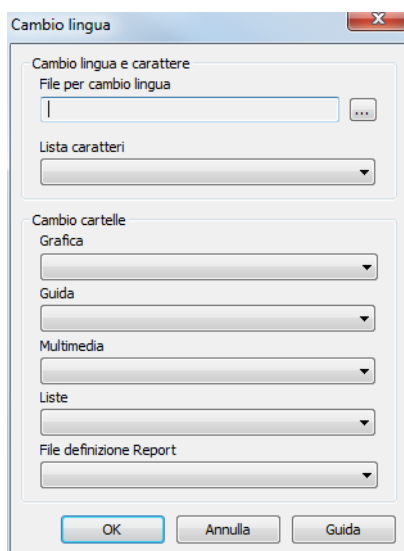 Cambio lingua
Cambio lingua e carattere
File per cambio lingua
...
Lista caratteri
Cambio cartelle
Grafica
Guida
Multimedia
Liste
File definizione Report
OK Annulla Guida